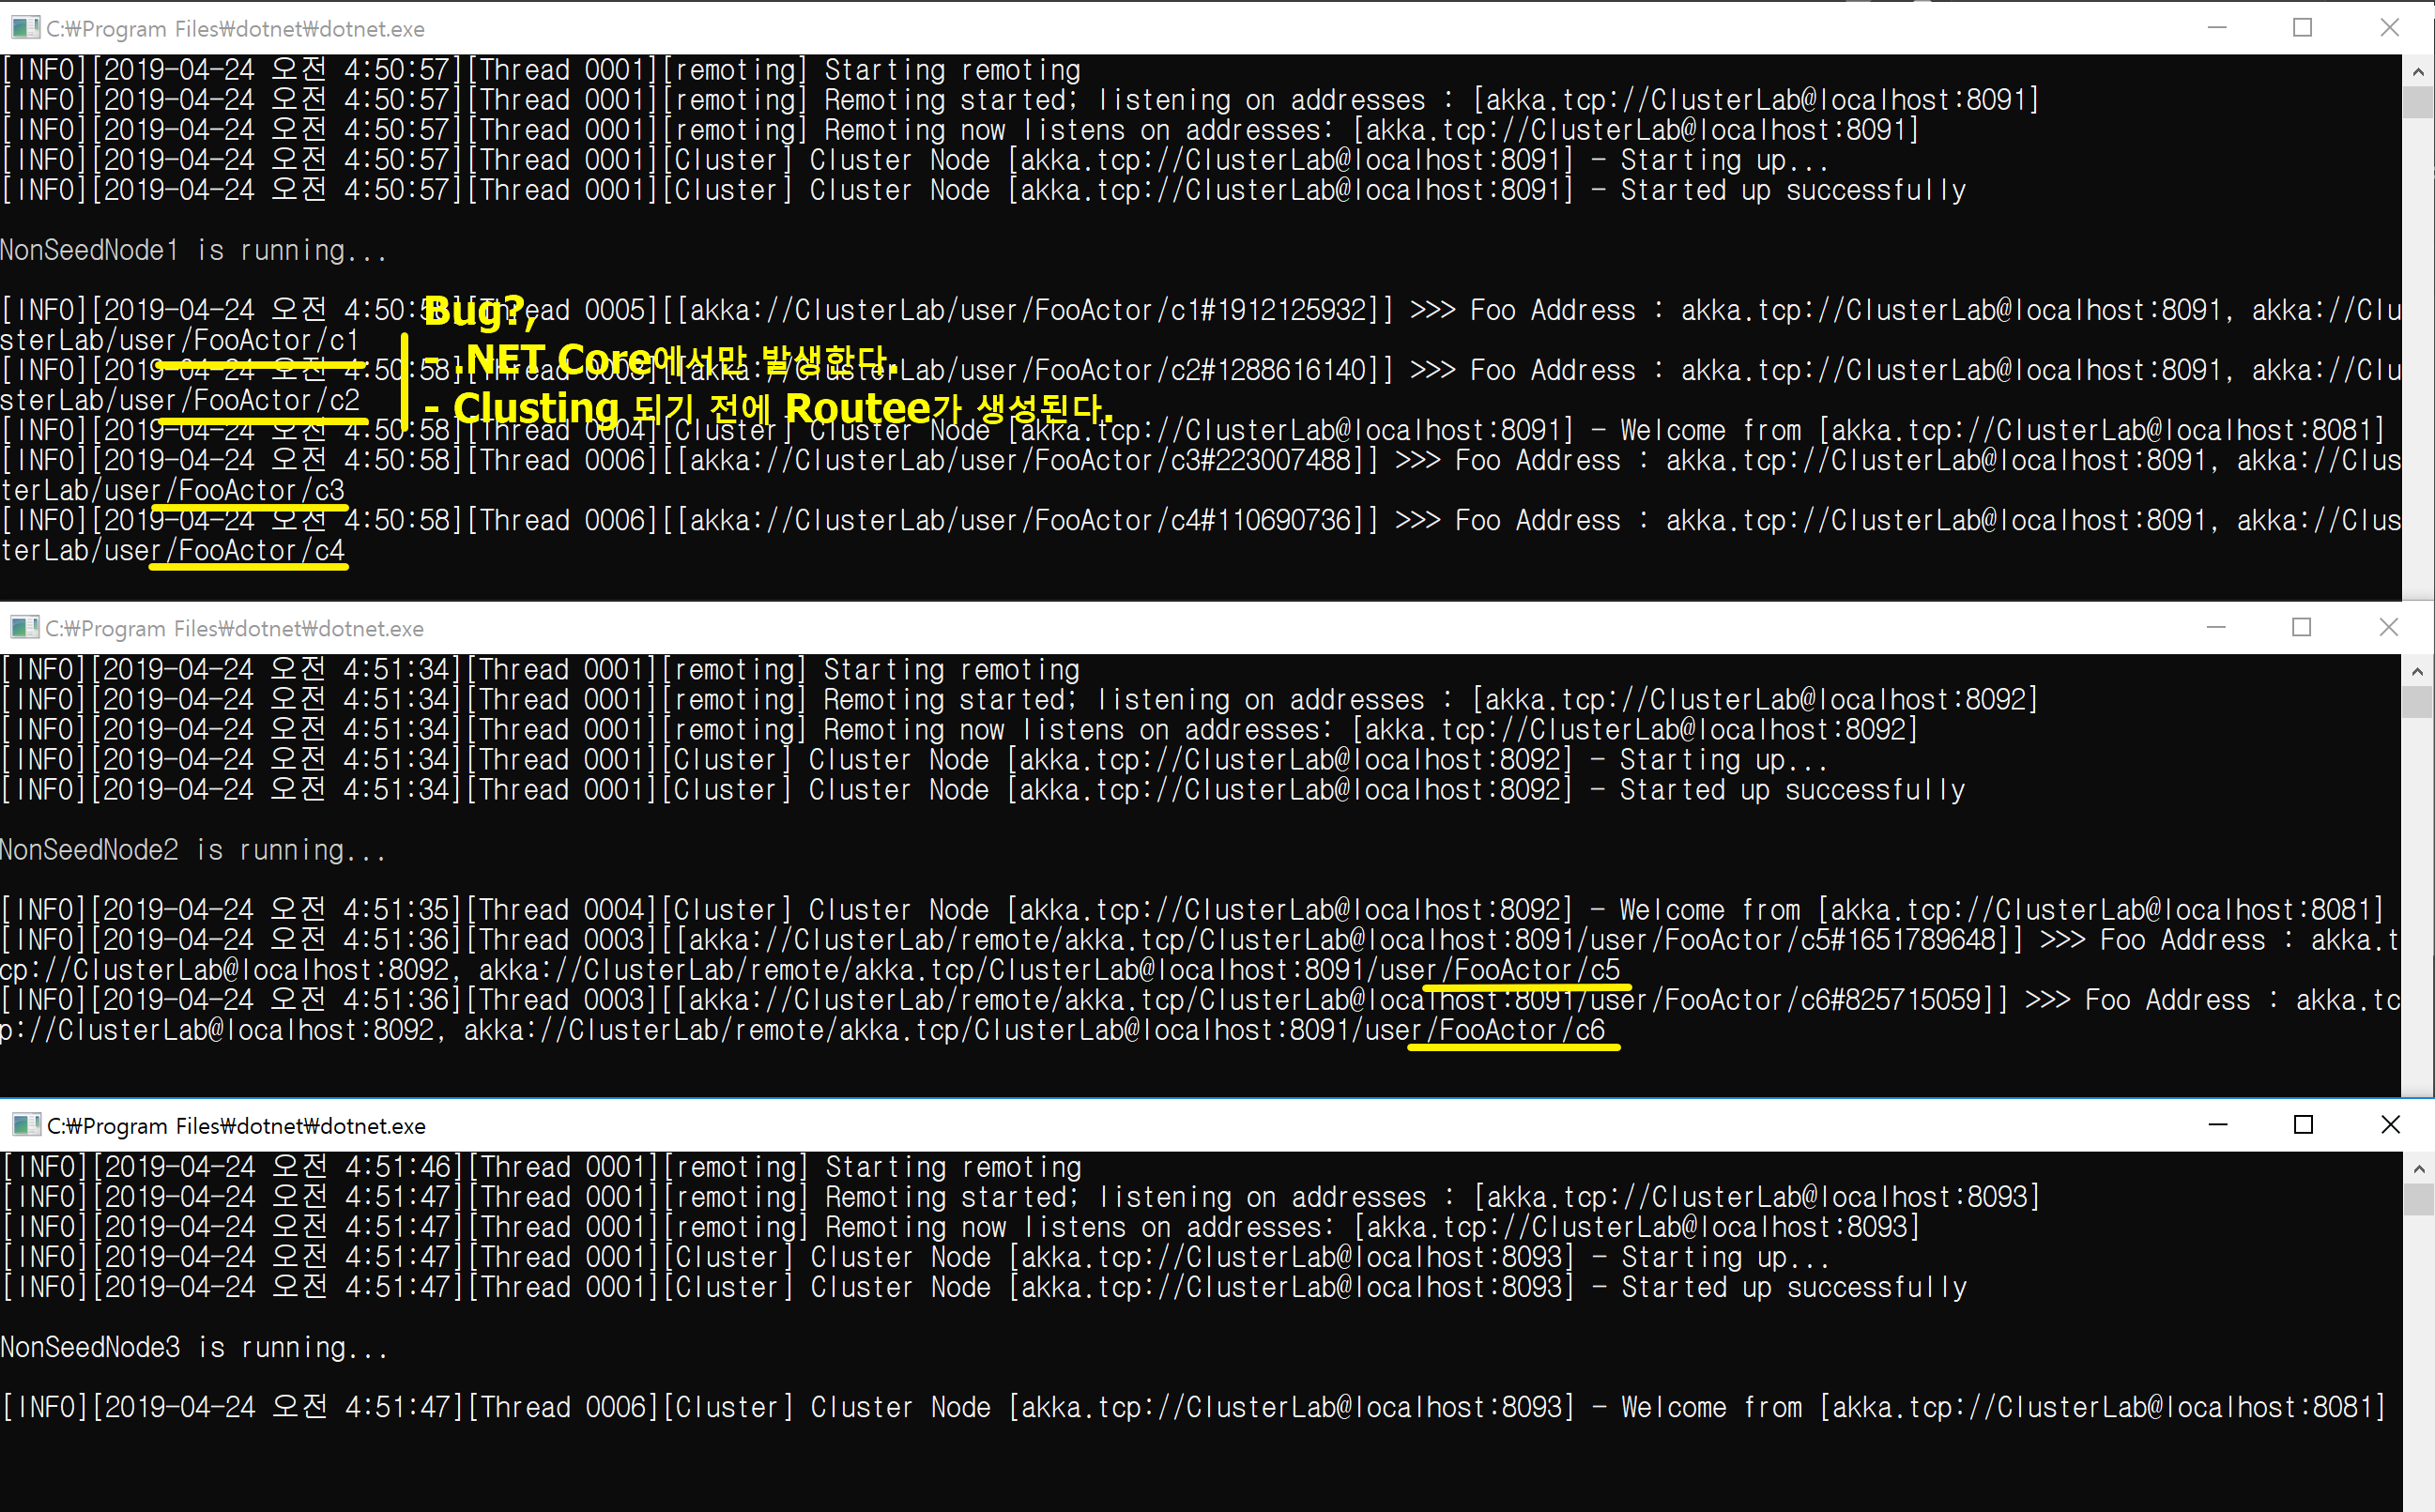 C:₩Program Files₩dotnet₩dotnet.exe
[INFO][2019-04-24 오전 4:50:57][Thread 0001][remoting] Starting remoting
[INFO][2019-04-24 오전 4:50:57][Thread 0001][remoting] Remoting started; listening on addresses : [akka.tcp://ClusterLab@localhost:8091]
[INFO][2019-04-24 오전 4:50:57][Thread 0001][remoting] Remoting now listens on addresses: [akka.tcp://ClusterLab@localhost:8091]
[INFO][2019-04-24 오전 4:50:57][Thread 0001][Cluster] Cluster Node [akka.tcp://ClusterLab@localhost:8091] - Starting up...
[INFO][2019-04-24 오전 4:50:57][Thread 0001][Cluster] Cluster Node [akka.tcp://ClusterLab@localhost:8091] - Started up successfully
NonSeedNode1 is running...
[INFO][2019-04-24 오전 4:50:58][Thread 0005][[akka://ClusterLab/user/FooActor/c1#1912125932]] >>> Foo Address : akka.tcp://ClusterLab@localhost:8091, akka://Clu
sterLab/user/FooActor/c1
Bug?,
- .NET Core에서만 발생한다.
- Clusting 되기 전에 Routee가 생성된다.
[INFO][2019-04-24 오전 4:50:58][Thread 0003][[akka://ClusterLab/user/FooActor/c2#1288616140]] >>> Foo Address : akka.tcp://ClusterLab@localhost:8091, akka://Clu
sterLab/user/FooActor/c2
[INFO][2019-04-24 오전 4:50:58][Thread 0004][Cluster] Cluster Node [akka.tcp://ClusterLab@localhost:8091] - Welcome from [akka.tcp://ClusterLab@localhost:8081]
[INFO][2019-04-24 오전 4:50:58][Thread 0006][[akka://ClusterLab/user/FooActor/c3#223007488]] >>> Foo Address : akka.tcp://ClusterLab@localhost:8091, akka://Clus
terLab/user/FooActor/c3
[INFO][2019-04-24 오전 4:50:58][Thread 0006][[akka://ClusterLab/user/FooActor/c4#110690736]] >>> Foo Address : akka.tcp://ClusterLab@localhost:8091, akka://Clus
terLab/user/FooActor/c4
C:₩Program Files₩dotnet₩dotnet.exe
[INFO][2019-04-24 오전 4:51:34][Thread 0001][remoting] Starting remoting
[INFO][2019-04-24 오전 4:51:34][Thread 0001][remoting] Remoting started; listening on addresses : [akka.tcp://ClusterLab@localhost:8092]
[INFO][2019-04-24 오전 4:51:34][Thread 0001][remoting] Remoting now listens on addresses: [akka.tcp://ClusterLab@localhost:8092]
[INFO][2019-04-24 오전 4:51:34][Thread 0001][Cluster] Cluster Node [akka.tcp://ClusterLab@localhost:8092] - Starting up...
[INFO][2019-04-24 오전 4:51:34][Thread 0001][Cluster] Cluster Node [akka.tcp://ClusterLab@localhost:8092] - Started up successfully
NonSeedNode2 is running...
[INFO][2019-04-24 오전 4:51:35][Thread 0004][Cluster] Cluster Node [akka.tcp://ClusterLab@localhost:8092] - Welcome from [akka.tcp://ClusterLab@localhost:8081]
[INFO][2019-04-24 오전 4:51:36][Thread 0003][[akka://ClusterLab/remote/akka.tcp/ClusterLab@localhost:8091/user/FooActor/c5#1651789648]] >>> Foo Address : akka.t
cp://ClusterLab@localhost:8092, akka://ClusterLab/remote/akka.tcp/ClusterLab@localhost:8091/user/FooActor/c5
[INFO][2019-04-24 오전 4:51:36][Thread 0003][[akka://ClusterLab/remote/akka.tcp/ClusterLab@localhost:8091/user/FooActor/c6#825715059]] >>> Foo Address : akka.tc
p://ClusterLab@localhost:8092, akka://ClusterLab/remote/akka.tcp/ClusterLab@localhost:8091/user/FooActor/c6
C:₩Program Files₩dotnet₩dotnet.exe
[INFO][2019-04-24 오전 4:51:46][Thread 0001][remoting] Starting remoting
[INFO][2019-04-24 오전 4:51:47][Thread 0001][remoting] Remoting started; listening on addresses : [akka.tcp://ClusterLab@localhost:8093]
[INFO][2019-04-24 오전 4:51:47][Thread 0001][remoting] Remoting now listens on addresses: [akka.tcp://ClusterLab@localhost:8093]
[INFO][2019-04-24 오전 4:51:47][Thread 0001][Cluster] Cluster Node [akka.tcp://ClusterLab@localhost:8093] - Starting up...
[INFO][2019-04-24 오전 4:51:47][Thread 0001][Cluster] Cluster Node [akka.tcp://ClusterLab@localhost:8093] - Started up successfully
NonSeedNode3 is running...
[INFO][2019-04-24 오전 4:51:47][Thread 0006][Cluster] Cluster Node [akka.tcp://ClusterLab@localhost:8093] - Welcome from [akka.tcp://ClusterLab@localhost:8081]